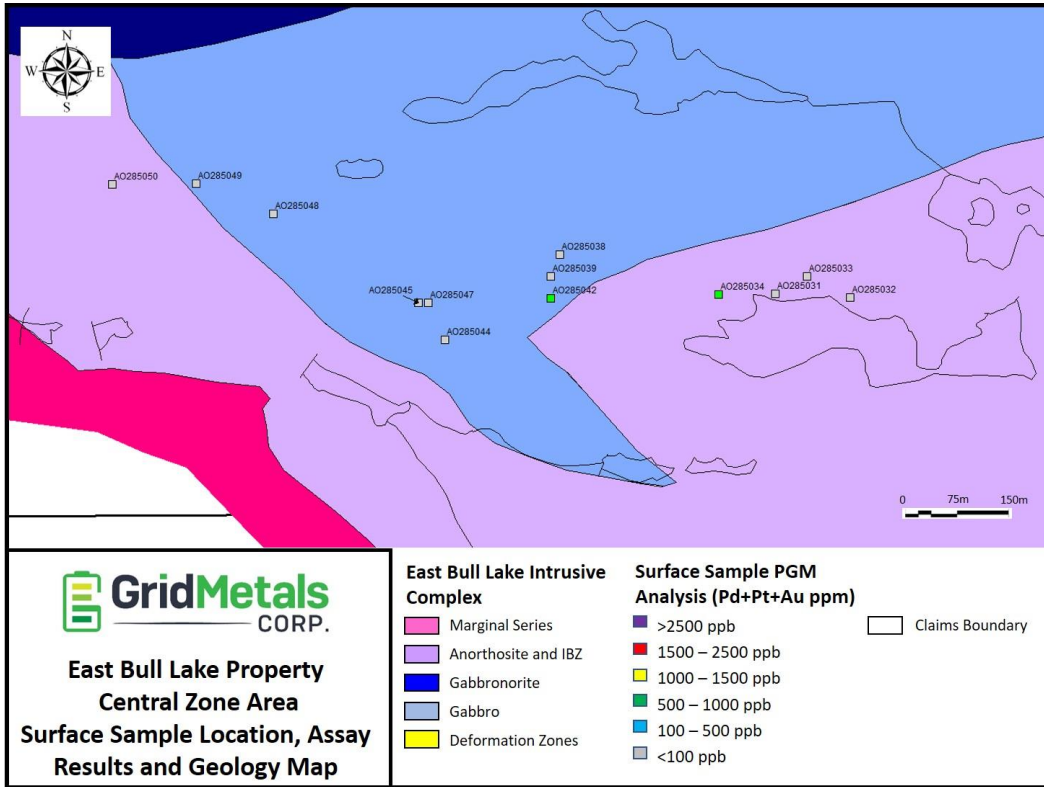 N
W E
S
AO285050
AO285049
AO285048
AO285038
AO285039
AO285042
AO285045
AO285047
AO285044
AO285033
AO285034
AO285031
AO285032
0 75m 150m
GridMetals
CORP.
East Bull Lake Property
Central Zone Area
Surface Sample Location, Assay
Results and Geology Map
East Bull Lake Intrusive
Complex
Marginal Series
Anorthosite and IBZ
Gabbronorite
Gabbro
Deformation Zones
Surface Sample PGM
Analysis (Pd+Pt+Au ppm)
>2500 ppb
1500 – 2500 ppb
1000 – 1500 ppb
500 – 1000 ppb
100 – 500 ppb
<100 ppb
Claims Boundary